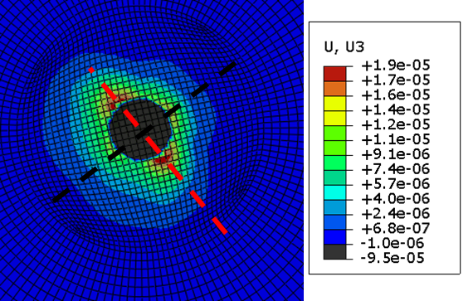 U, U3
+1.9e-05
+1.7e-05
+1.6e-05
+1.4e-05
+1.2e-05
+1.1e-05
+9.1e-06
+7.4e-06
+5.7e-06
+4.0e-06
+2.4e-06
+6.8e-07
-1.0e-06
-9.5e-05